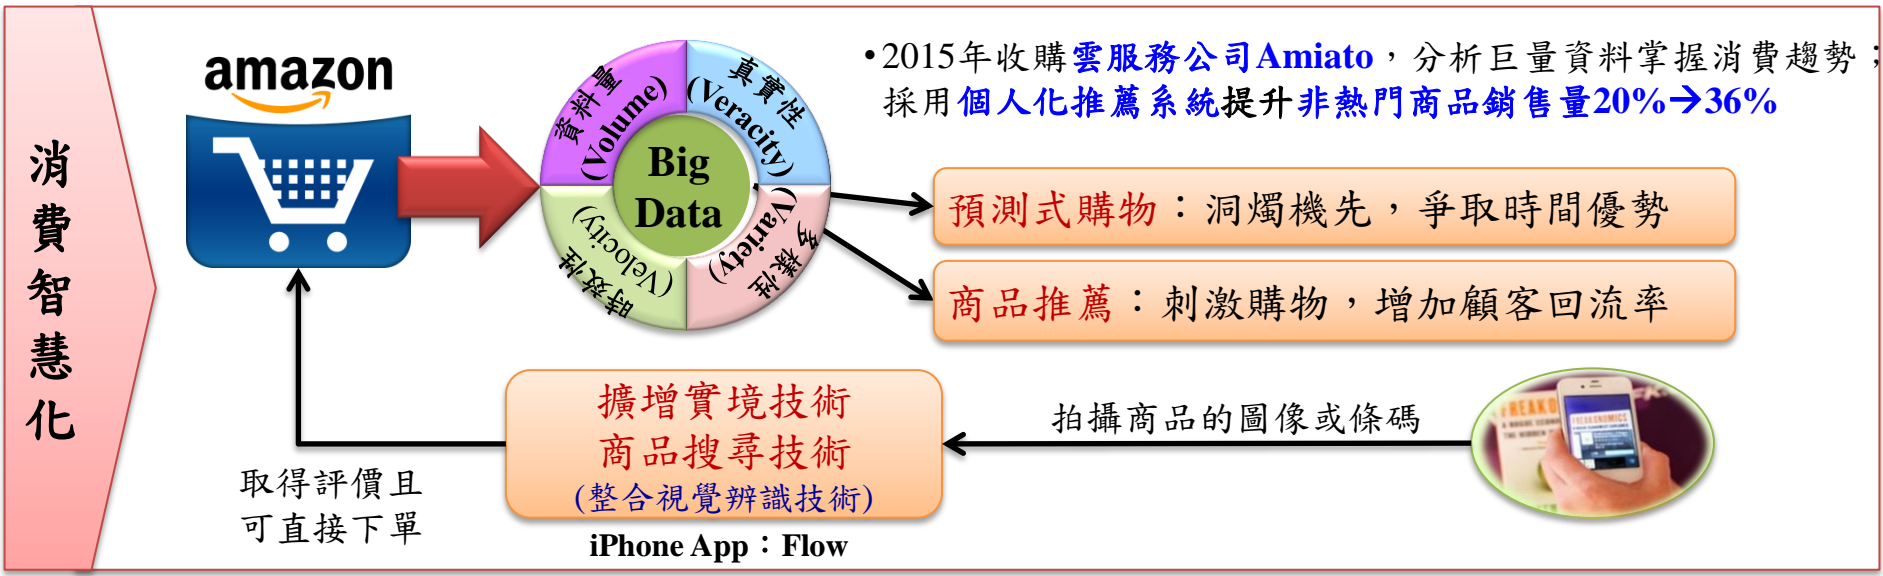 消費智慧化
amazon
資料量
(Volume)
真實性
(Veracity)
時效性
(Velocity)
多樣性
(Variety)
Big
Data
•2015年收購雲服務公司Amiato，分析巨量資料掌握消費趨勢；
採用個人化推薦系統提升非熱門商品銷售量20%→36%
預測式購物：洞燭機先，爭取時間優勢
商品推薦：刺激購物，增加顧客回流率
擴增實境技術
商品搜尋技術
(整合視覺辨識技術)
iPhone App：Flow
拍攝商品的圖像或條碼
取得評價且
可直接下單
FREAKONOMICS